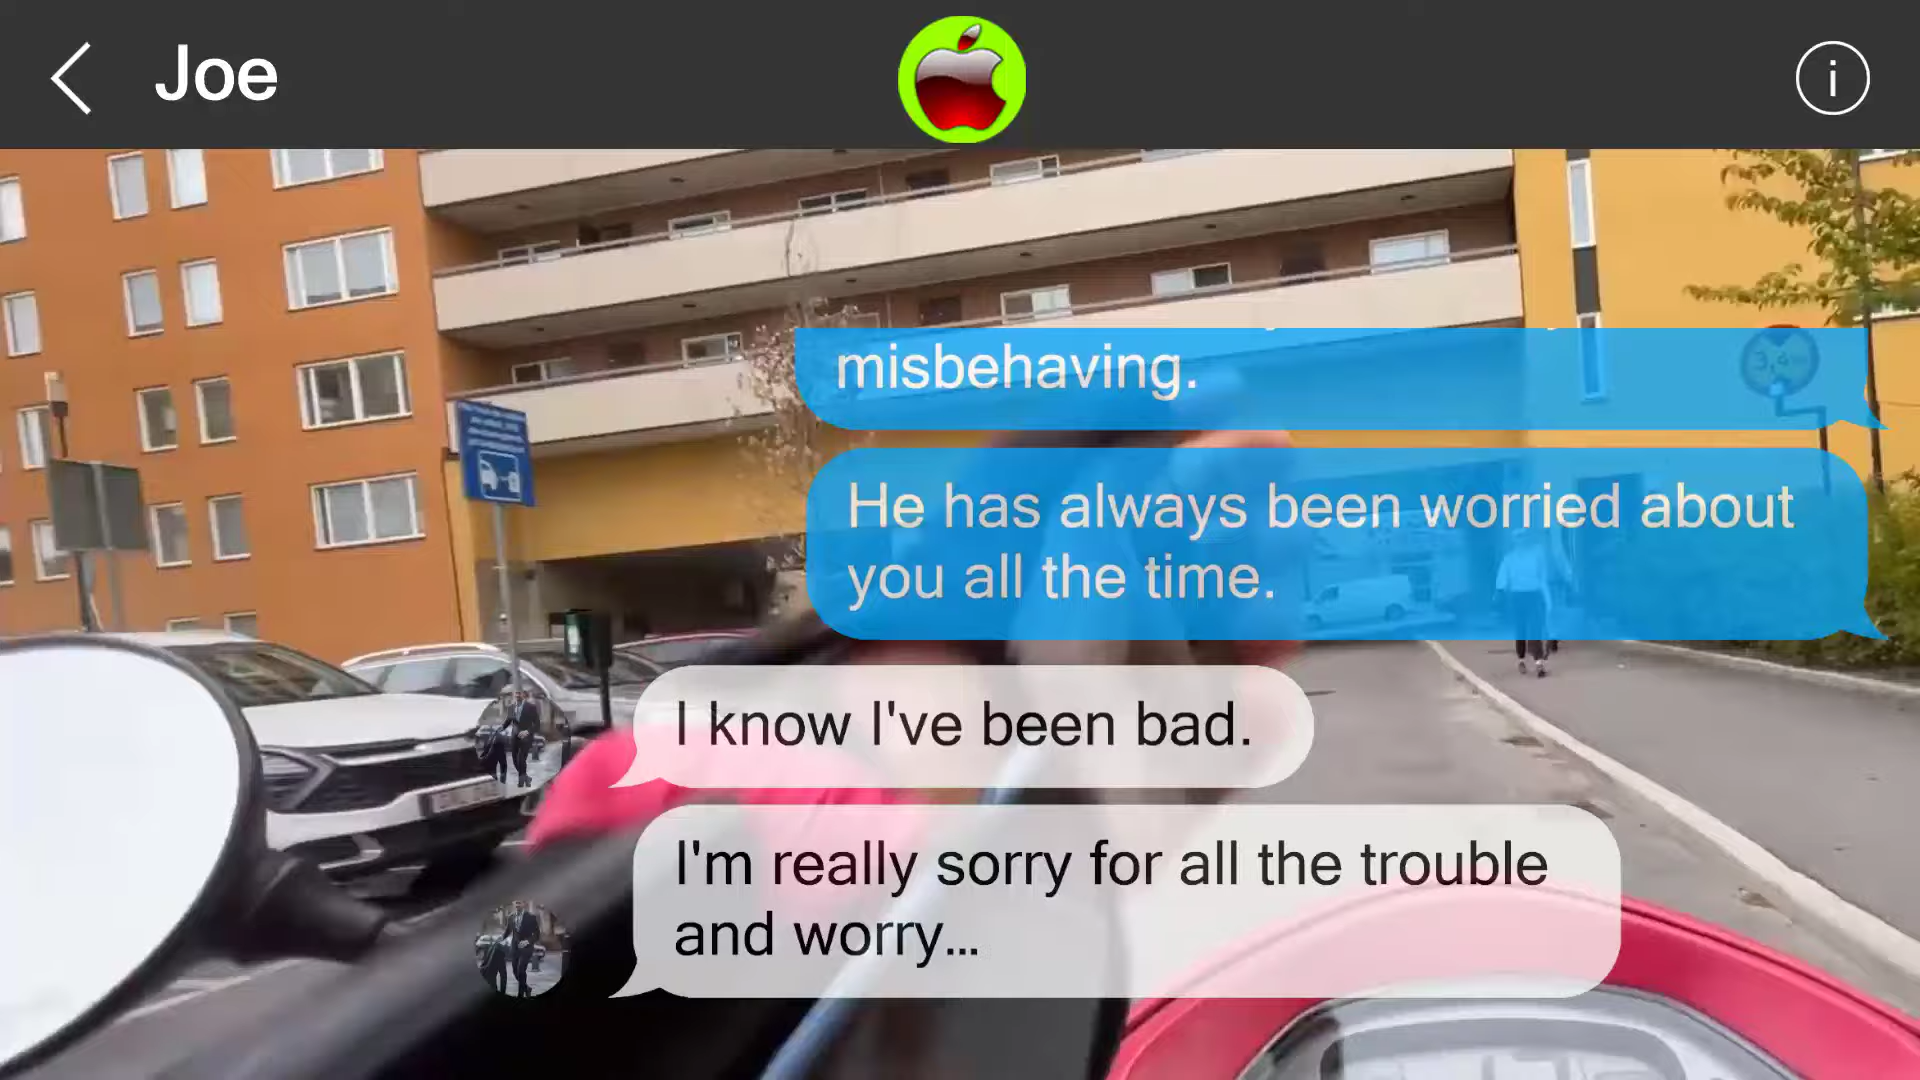 Joe
misbehaving.
He has always been worried about
you all the time.
I know I've been bad.
I'm really sorry for all the trouble
and worry...